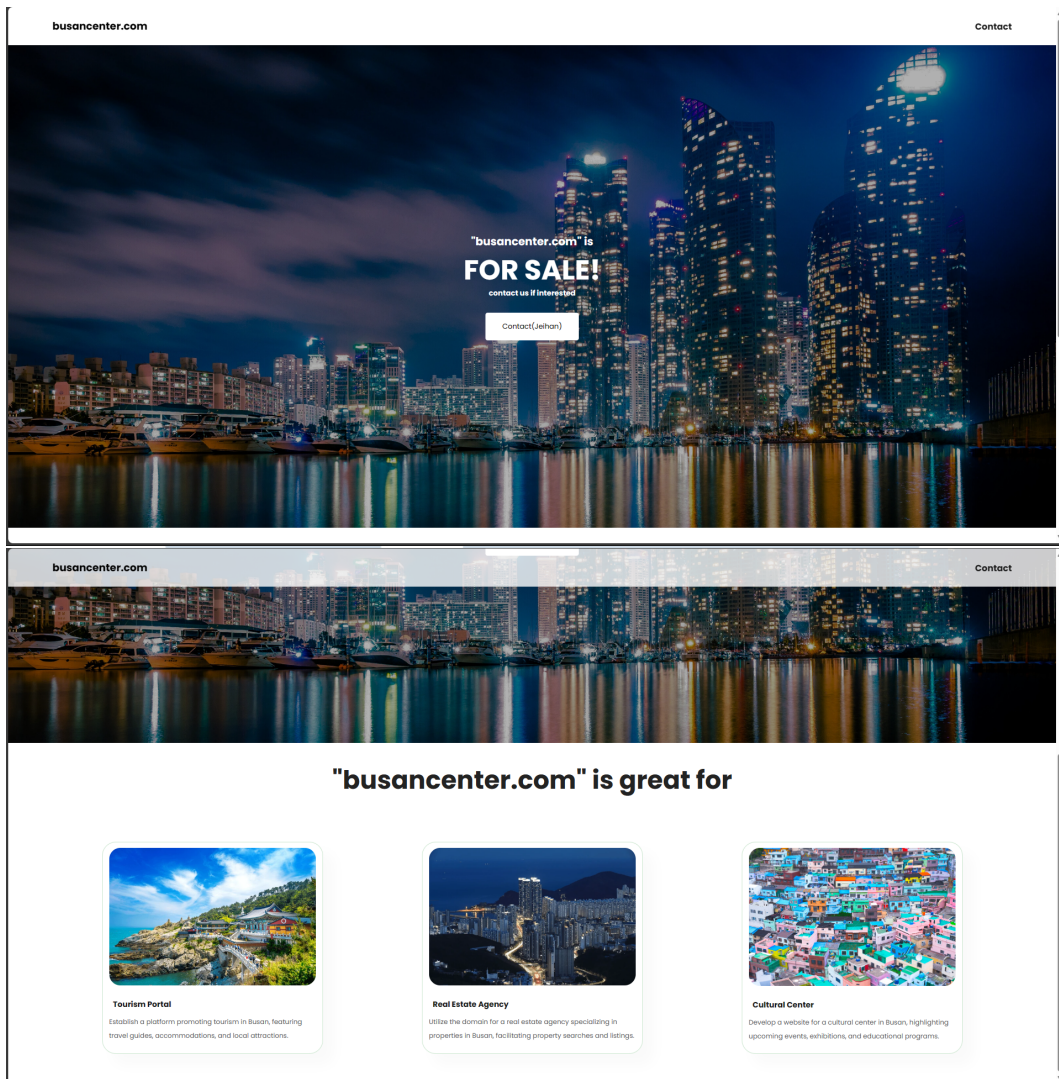 busancenter.com
Contact
"busancenter.com" is
FOR SALE!
contact us if interested
Contact(Jeihan)
busancenter.com
Contact
"busancenter.com" is great for
Tourism Portal
Establish a platform promoting tourism in Busan, featuring
travel guides, accommodations, and local attractions.
Real Estate Agency
Utilize the domain for a real estate agency specializing in
properties in Busan, facilitating property searches and listings.
Cultural Center
Develop a website for a cultural center in Busan, highlighting
upcoming events, exhibitions, and educational programs.